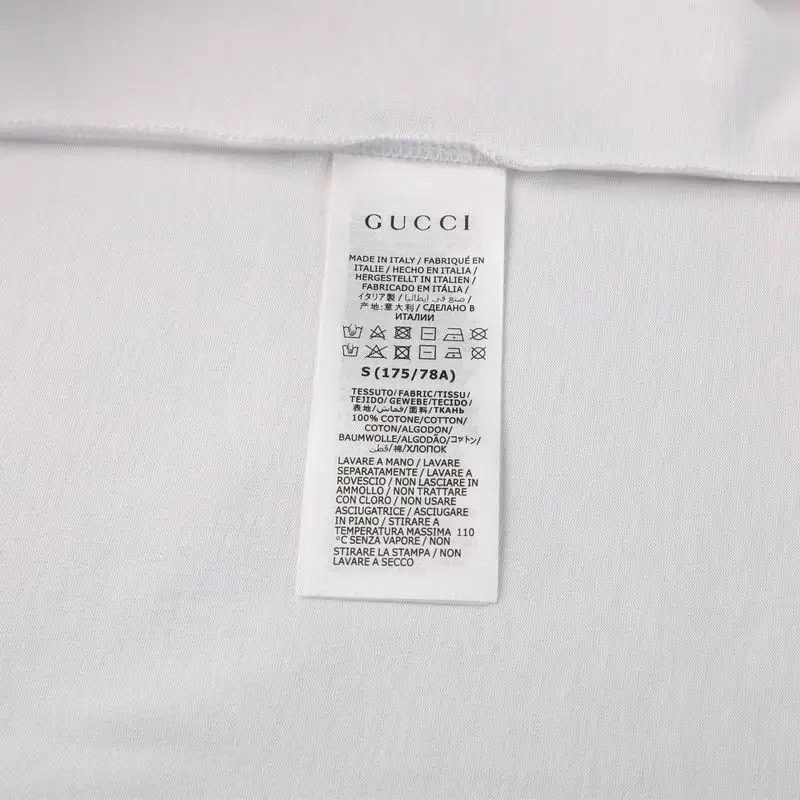 GUCCI
MADE IN ITALY / FABRIQUÉ EN
ITALIE / HECHO EN ITALIA /
HERGESTELLT IN ITALIEN /
FABRICADO EM ITÁLIA /
イタリア製 / صنع في إيطاليا /
产地:意大利 / СДЕЛАНО В
ИТАЛИИ
S (175/78A)
TESSUTO/FABRIC/TISSU/
TEJIDO/GEWEBE/TECIDO/
表地/قماش/面料/ТКАНЬ
100% COTONE/COTTON/
COTON/ALGODON/
BAUMWOLLE/ALGODÃO/コットン/
قطن/棉/ХЛОПОК
LAVARE A MANO / LAVARE
SEPARATAMENTE / LAVARE A
ROVESCIO / NON LASCIARE IN
AMMOLLO / NON TRATTARE
CON CLORO / NON USARE
ASCIUGATRICE / ASCIUGARE
IN PIANO / STIRARE A
TEMPERATURA MASSIMA 110
°C SENZA VAPORE / NON
STIRARE LA STAMPA / NON
LAVARE A SECCO